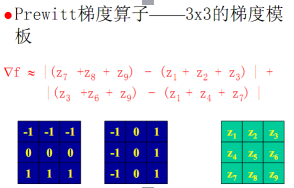 ●Prewitt梯度算子——3x3的梯度模
板
∇f ≈ |(z7 +z8 + z9) - (z1 + z2 + z3)| +
|(z3 +z6 + z9) - (z1 + z4 + z7)|
-1 -1 -1 -1 0 1 z1 z2 z3
0 0 0 -1 0 1 z4 z5 z6
1 1 1 -1 0 1 z7 z8 z9